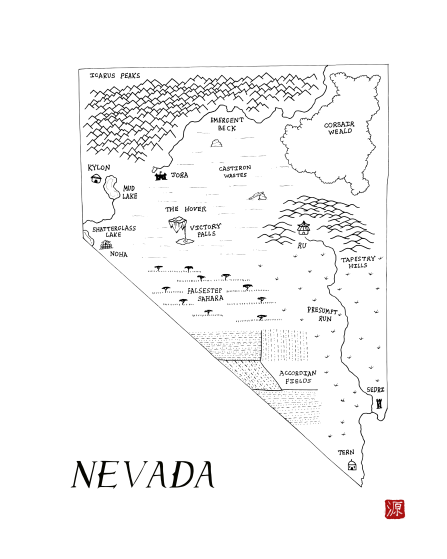 ICARUS PEAKS
EMERGENT
BECK
CORSAIR
WEALD
KYLON
JORA
CASTIRON
WASTES
MUD
LAKE
THE HOVER
SHATTERGLASS
LAKE
VICTORY
FALLS
NOHA
RU
TAPESTRY
HILLS
FALSESTEP
SAHARA
PRESUMPT
RUN
ACCORDIAN
FIELDS
SEDRI
TERN
NEVADA
源